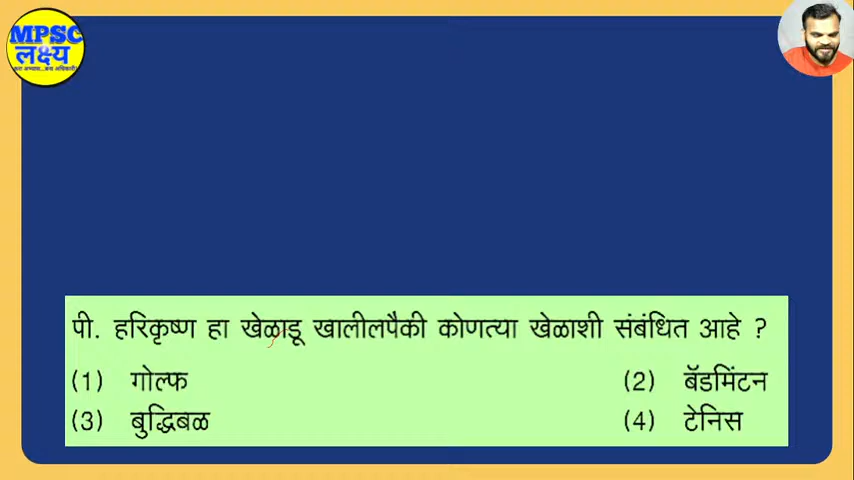 MPSC
लक्ष्य
पी. हरिकृष्ण हा खेळाडू खालीलपैकी कोणत्या खेळाशी संबंधित आहे ?
(1) गोल्फ (2) बॅडमिंटन
(3) बुद्धिबळ (4) टेनिस